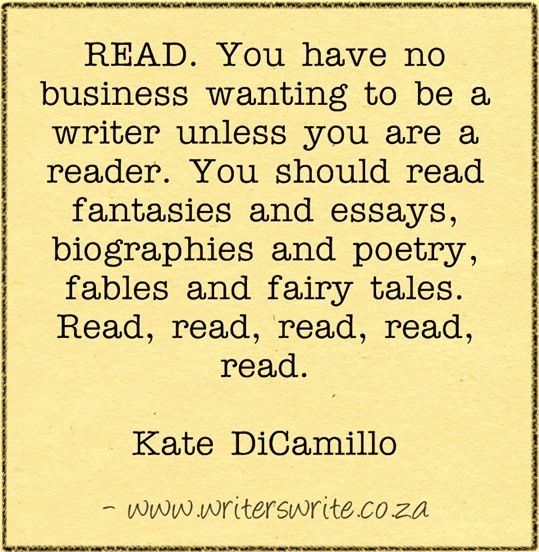 READ. You have no
business wanting to be a
writer unless you are a
reader. You should read
fantasies and essays,
biographies and poetry,
fables and fairy tales.
Read, read, read, read,
read.
Kate DiCamillo
- www.writerswrite.co.za